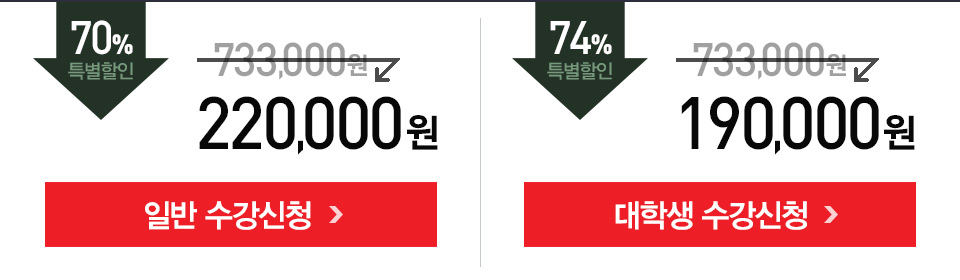 70%
특별할인
733,000원
220,000원
일반 수강신청 >
74%
특별할인
733,000원
190,000원
대학생 수강신청 >